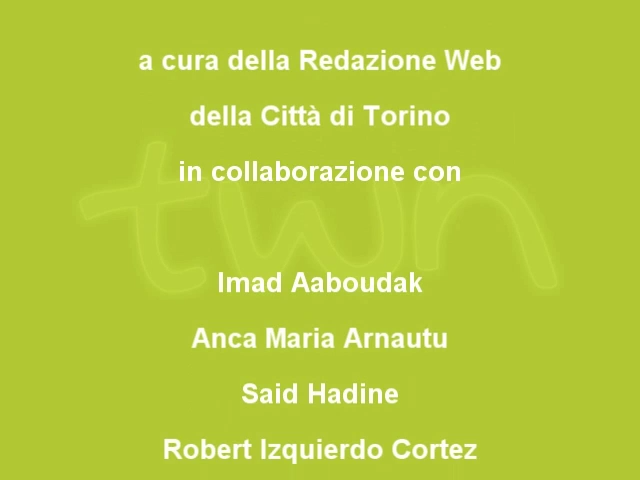 a cura della Redazione Web
della Città di Torino
in collaborazione con
twn
Imad Aaboudak
Anca Maria Arnautu
Said Hadine
Robert Izquierdo Cortez